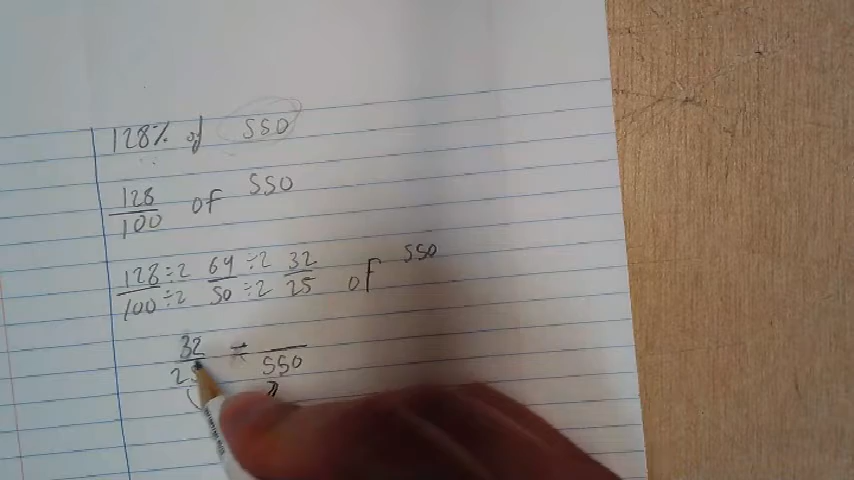 128% of 550
128/100 of 550
128÷2/100÷2 64÷2/50÷2 32/25 of 550
32/25 = /550